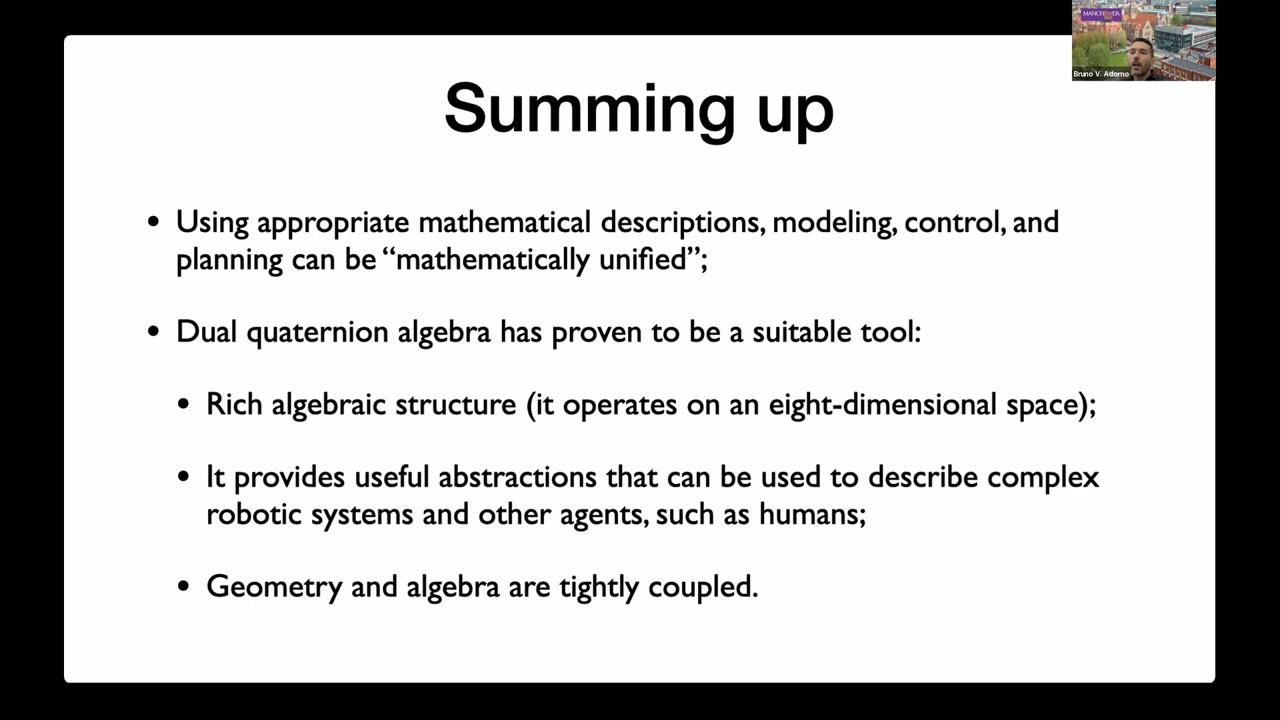 MANCHESTER
Bruno V. Adorno
Summing up
• Using appropriate mathematical descriptions, modeling, control, and
planning can be “mathematically unified”;
• Dual quaternion algebra has proven to be a suitable tool:
• Rich algebraic structure (it operates on an eight-dimensional space);
• It provides useful abstractions that can be used to describe complex
robotic systems and other agents, such as humans;
• Geometry and algebra are tightly coupled.